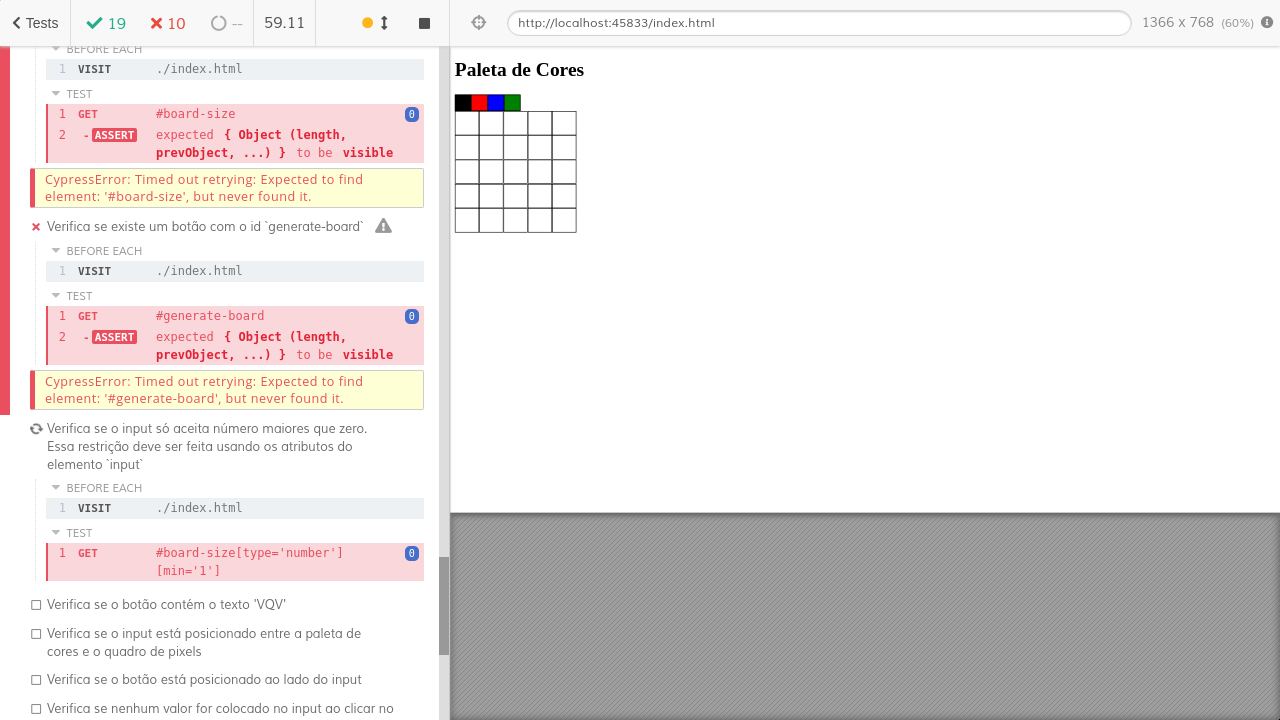 Tests 19 10 -- 59.11
http://localhost:45833/index.html 1366 x 768 (60%)
BEFORE EACH
1 VISIT ./index.html
TEST
1 GET #board-size 0
2 -ASSERT expected { Object (length,
prevObject, ...) } to be visible
CypressError: Timed out retrying: Expected to find
element: '#board-size', but never found it.
Verifica se existe um botão com o id `generate-board`
BEFORE EACH
1 VISIT ./index.html
TEST
1 GET #generate-board 0
2 -ASSERT expected { Object (length,
prevObject, ...) } to be visible
CypressError: Timed out retrying: Expected to find
element: '#generate-board', but never found it.
Verifica se o input só aceita número maiores que zero.
Essa restrição deve ser feita usando os atributos do
elemento `input`
BEFORE EACH
1 VISIT ./index.html
TEST
1 GET #board-size[type='number'] 0
[min='1']
Verifica se o botão contém o texto 'VQV'
Verifica se o input está posicionado entre a paleta de
cores e o quadro de pixels
Verifica se o botão está posicionado ao lado do input
Verifica se nenhum valor for colocado no input ao clicar no
Paleta de Cores